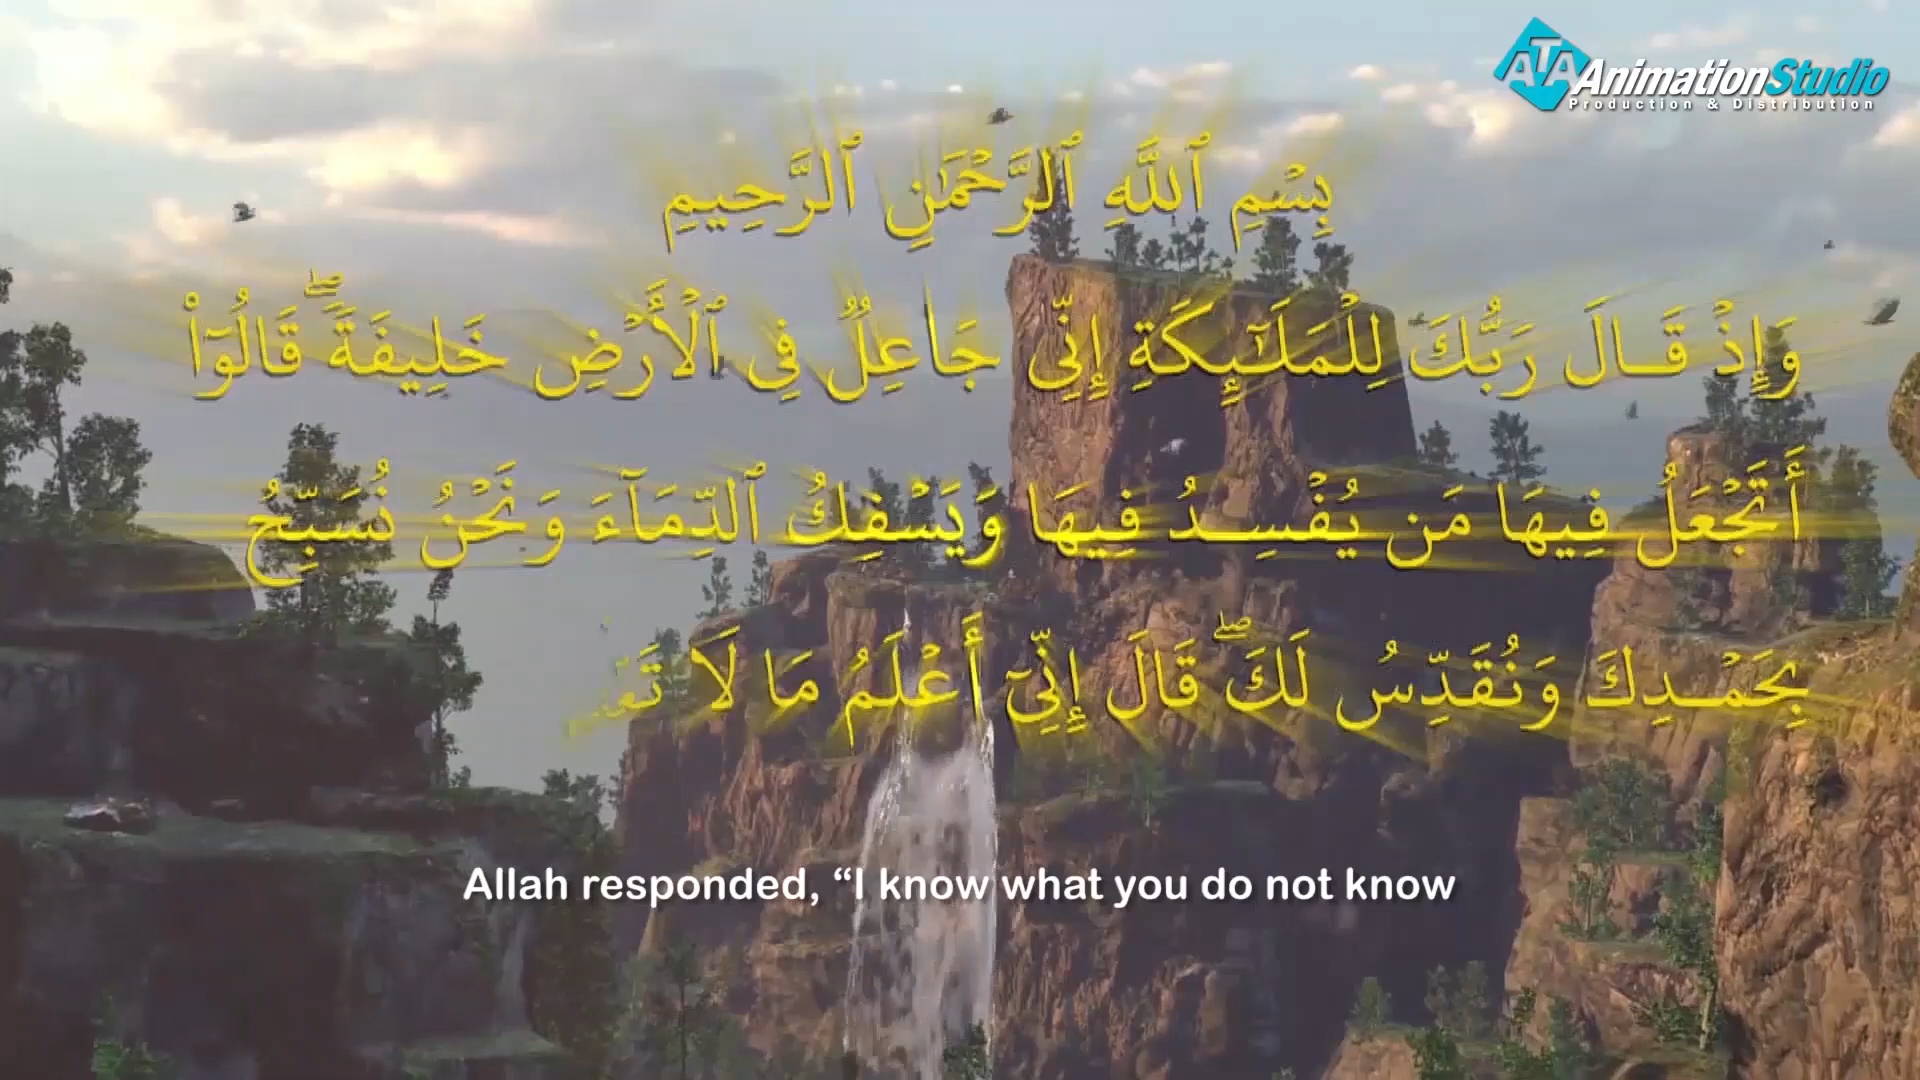 ATA AnimationStudio
Production & Distribution
بِسْمِ ٱللَّهِ ٱلرَّحْمَٰنِ ٱلرَّحِيمِ
وَإِذْ قَالَ رَبُّكَ لِلْمَلَـٰٓئِكَةِ إِنِّى جَاعِلٌ فِى ٱلْأَرْضِ خَلِيفَةً ۖ قَالُوٓا۟
أَتَجْعَلُ فِيهَا مَن يُفْسِدُ فِيهَا وَيَسْفِكُ ٱلدِّمَآءَ وَنَحْنُ نُسَبِّحُ
بِحَمْدِكَ وَنُقَدِّسُ لَكَ ۖ قَالَ إِنِّىٓ أَعْلَمُ مَا لَا
Allah responded, “I know what you do not know